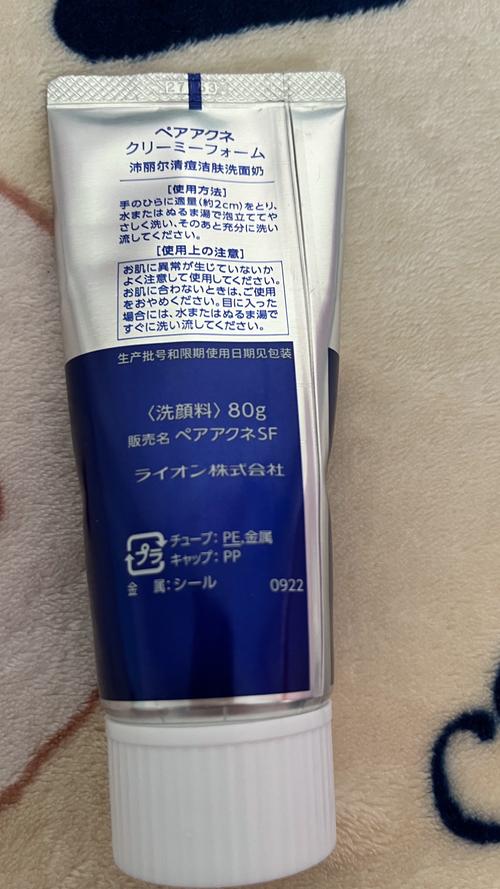 ペアアクネ
クリーミーフォーム
沛丽尔清痘洁肤洗面奶
[使用方法]
手のひらに適量(約2cm)をとり、
水またはぬるま湯で泡立ててや
さしく洗い、そのあと充分に洗い
流してください。
[使用上の注意]
お肌に異常が生じていないか
よく注意して使用してください。
お肌に合わないときは、ご使用
をおやめください。目に入った
場合には、水またはぬるま湯で
すぐに洗い流してください。
生产批号和限期使用日期见包装
〈洗顔料〉80g
販売名 ペアアクネSF
ライオン株式会社
プラ
チューブ: PE,金属
キャップ: PP
金 属:シール
0922